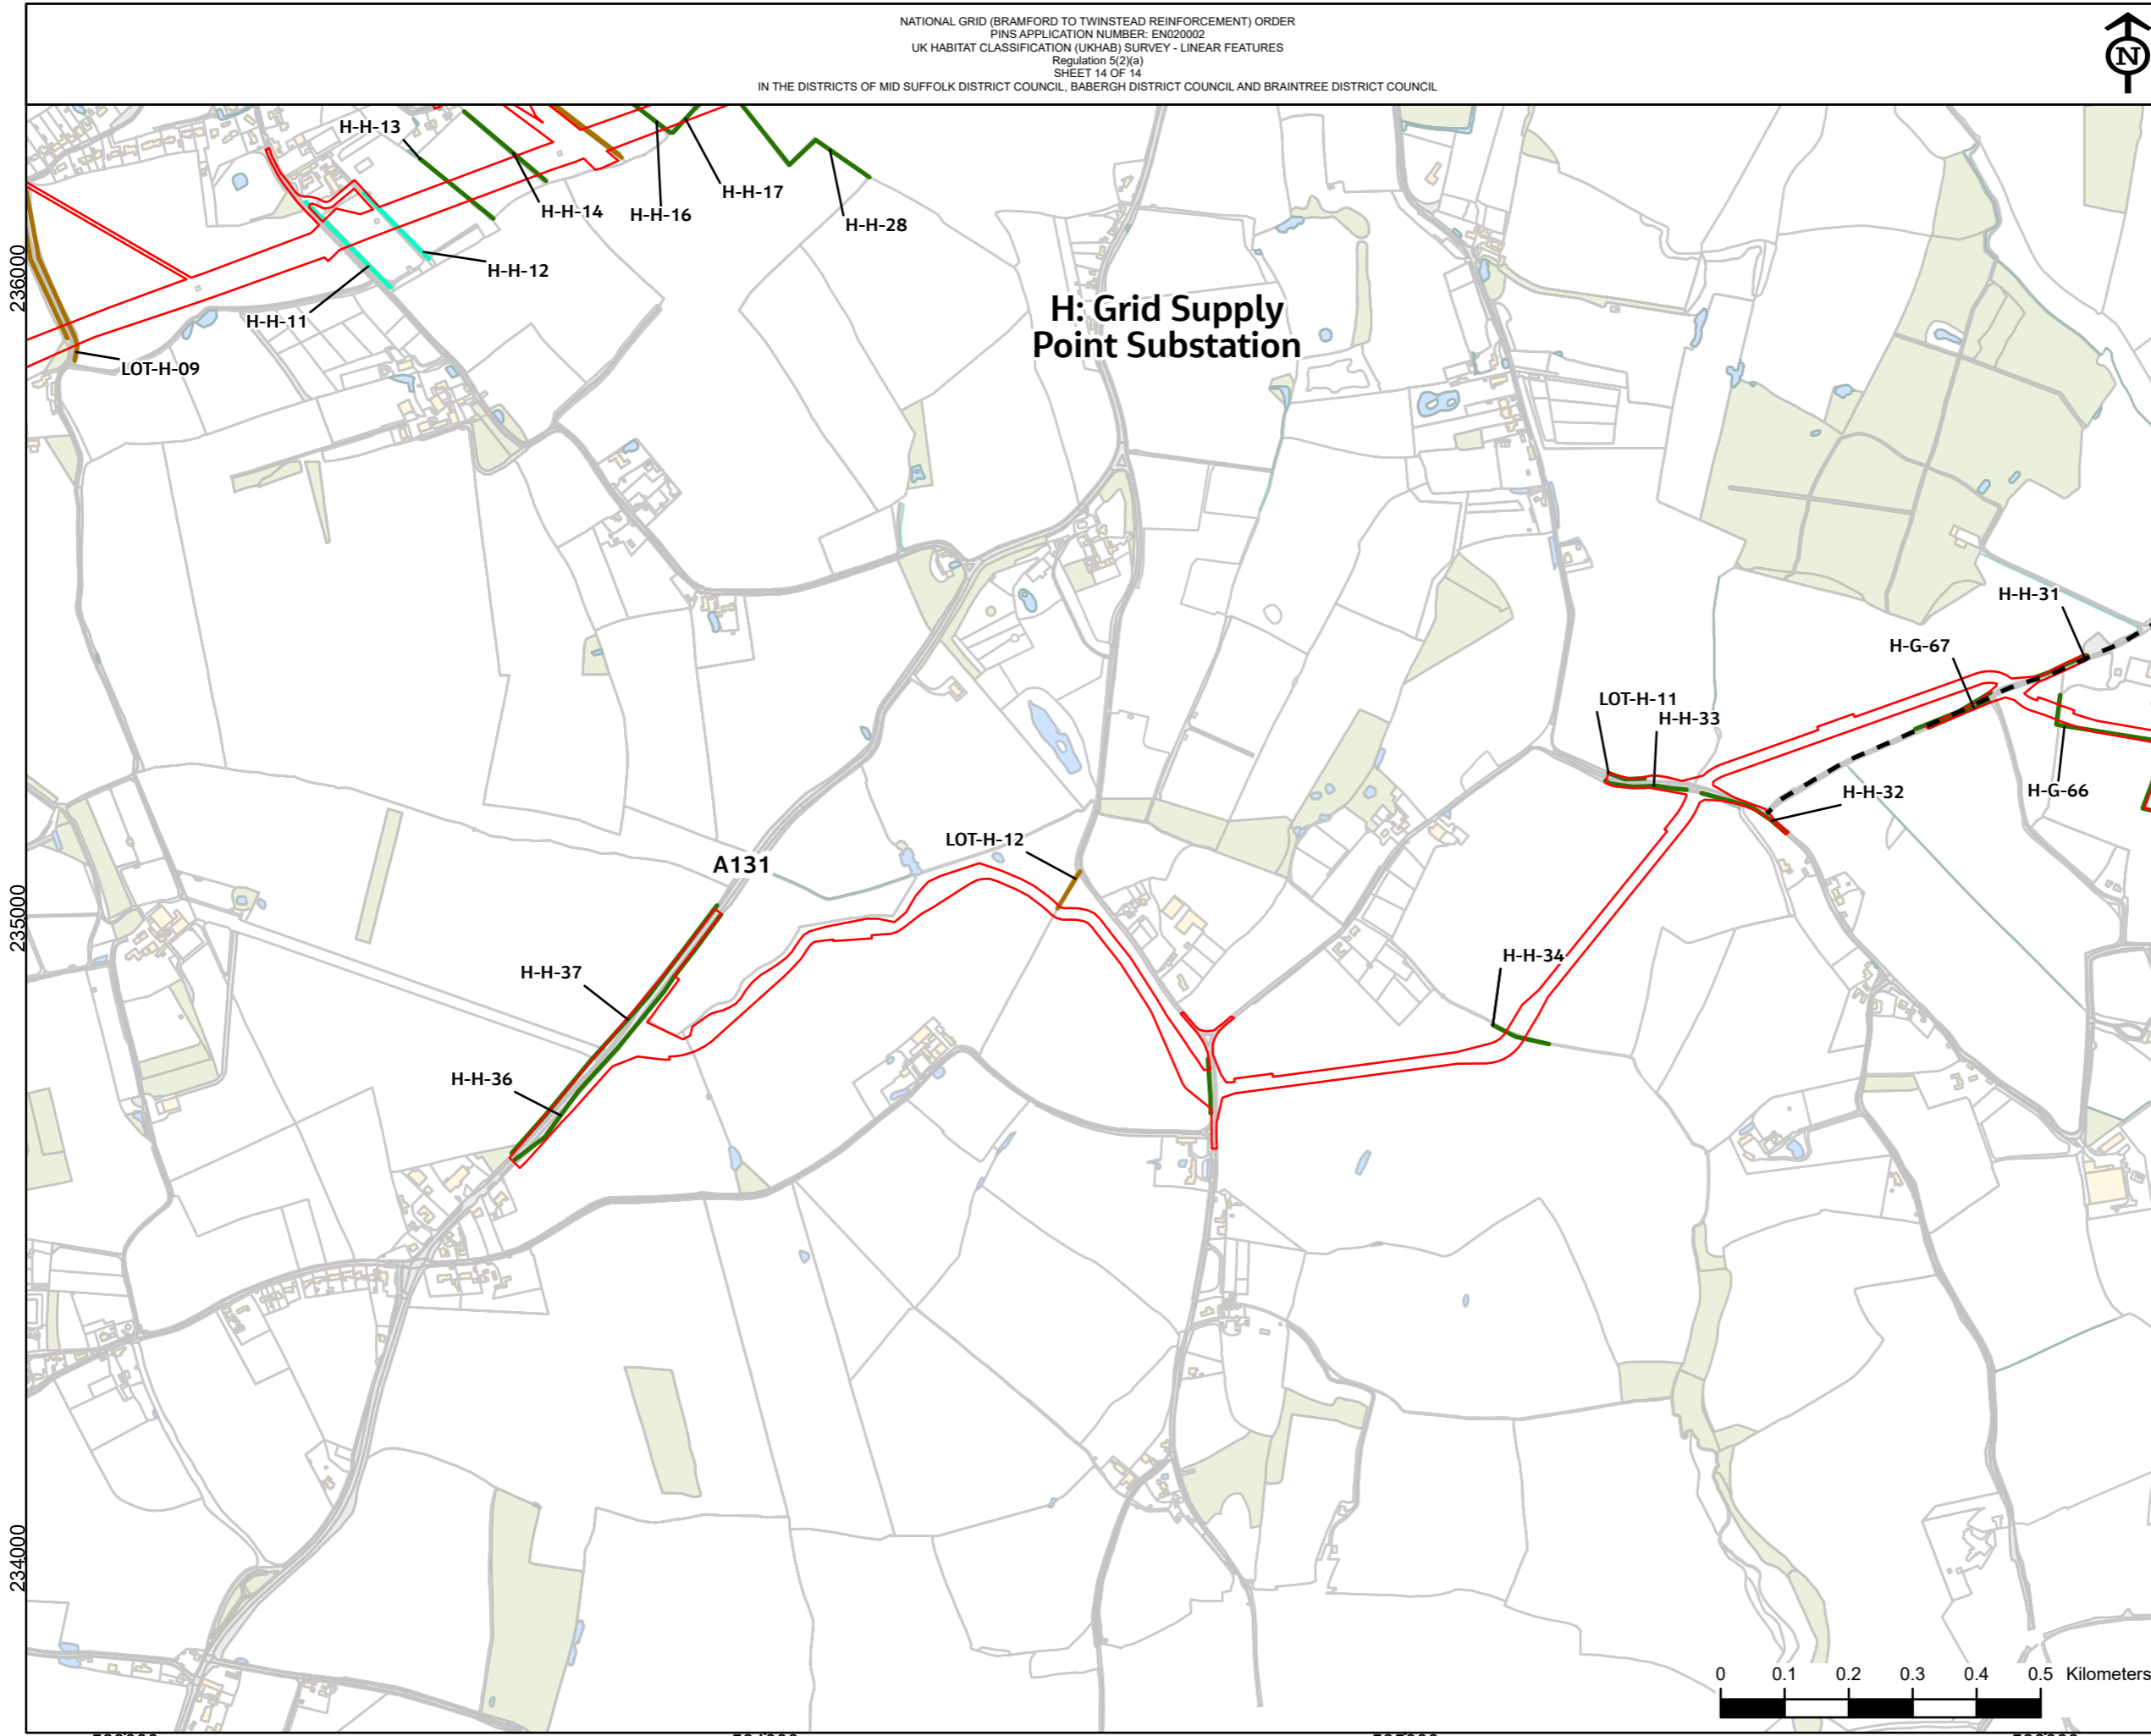 NATIONAL GRID (BRAMFORD TO TWINSTEAD REINFORCEMENT) ORDER
PINS APPLICATION NUMBER: EN020002
UK HABITAT CLASSIFICATION (UKHAB) SURVEY - LINEAR FEATURES
Regulation 5(2)(a)
SHEET 14 OF 14
IN THE DISTRICTS OF MID SUFFOLK DISTRICT COUNCIL, BABERGH DISTRICT COUNCIL AND BRAINTREE DISTRICT COUNCIL
N
H-H-13
H-H-14
H-H-16
H-H-17
H-H-28
H-H-12
H-H-11
LOT-H-09
236000
H: Grid Supply
Point Substation
H-H-31
H-G-67
LOT-H-11
H-H-33
H-G-66
H-H-32
LOT-H-12
A131
235000
H-H-37
H-H-34
H-H-36
234000
0 0.1 0.2 0.3 0.4 0.5 Kilometers